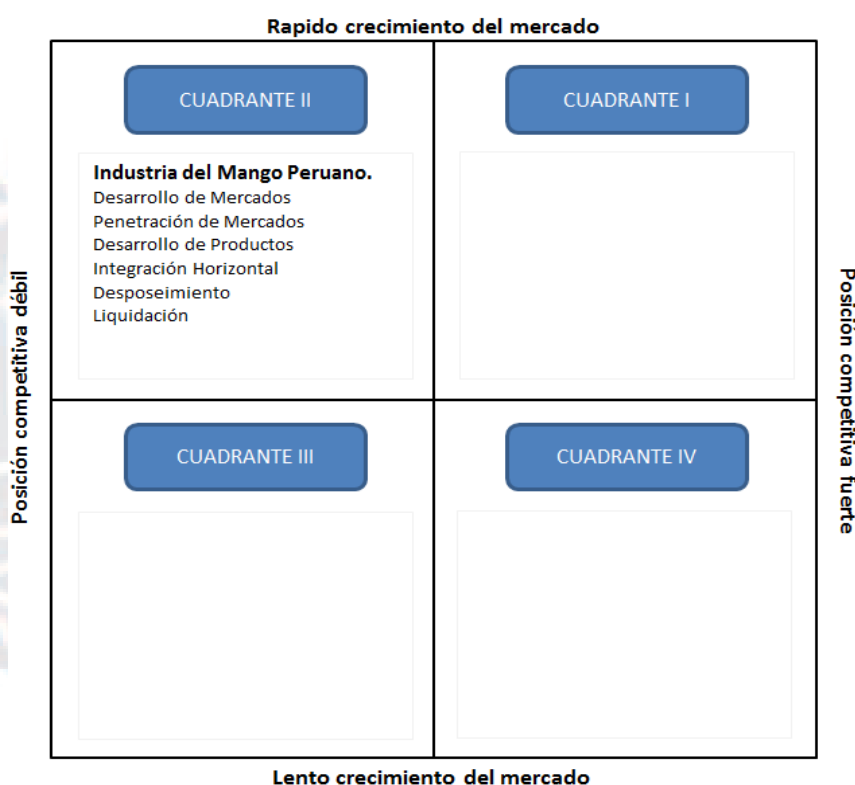 Rapido crecimiento del mercado
CUADRANTE II
CUADRANTE I
Industria del Mango Peruano.
Desarrollo de Mercados
Penetración de Mercados
Desarrollo de Productos
Integración Horizontal
Desposeimiento
Liquidación
Posición competitiva débil
Posición competitiva fuerte
CUADRANTE III
CUADRANTE IV
Lento crecimiento del mercado